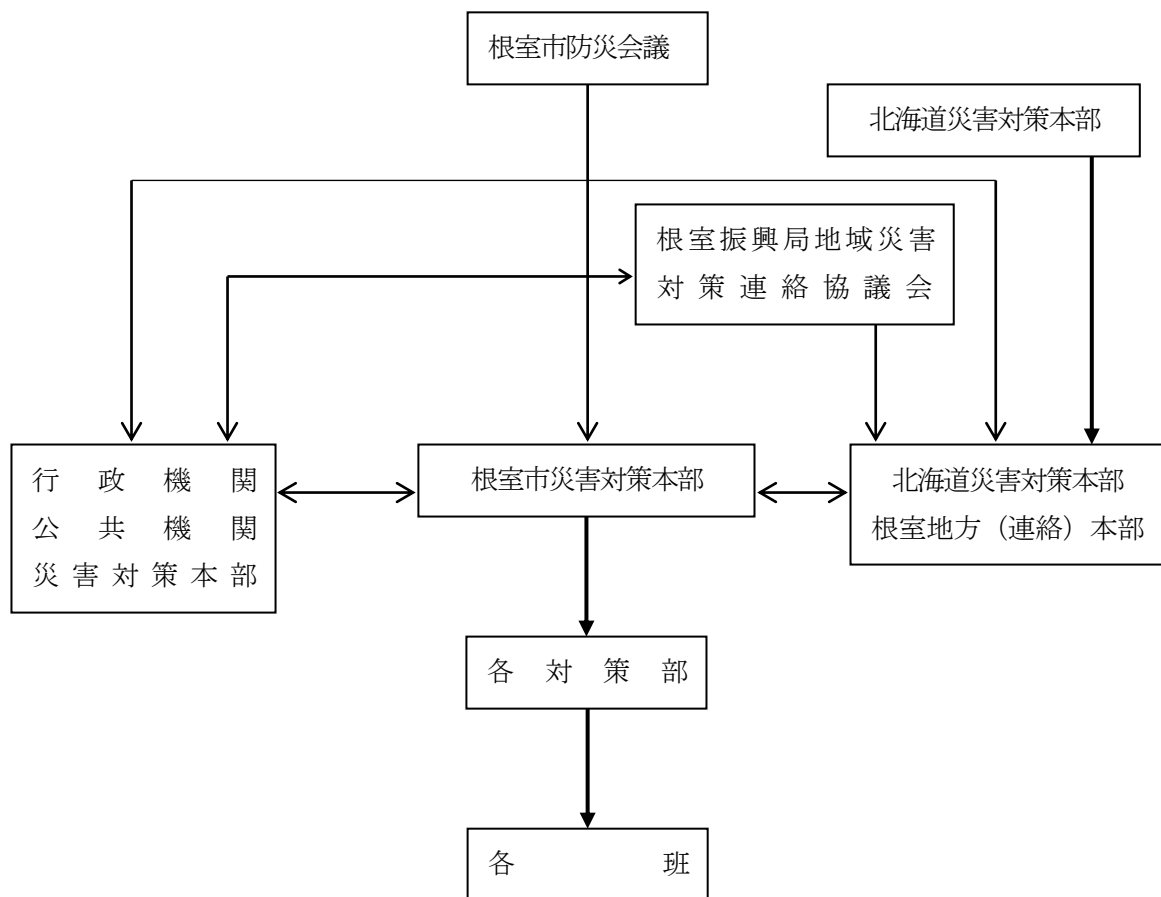 根室市防災会議
北海道災害対策本部
根室振興局地域災害
対策連絡協議会
行政機関
公共機関
災害対策本部
根室市災害対策本部
北海道災害対策本部
根室地方（連絡）本部
各対策部
各班